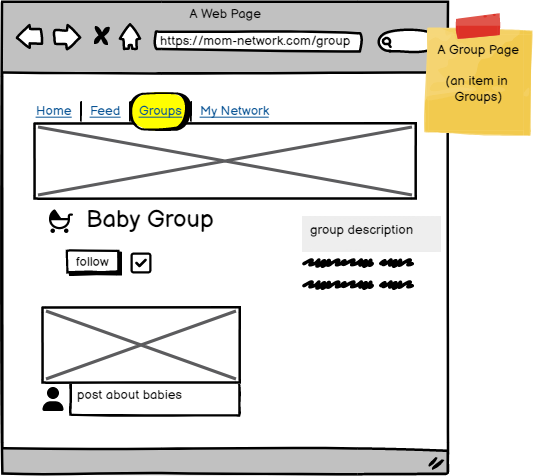 A Web Page
https://mom-network.com/group
A Group Page
(an item in
Groups)
Home Feed Groups My Network
Baby Group
follow
group description
post about babies